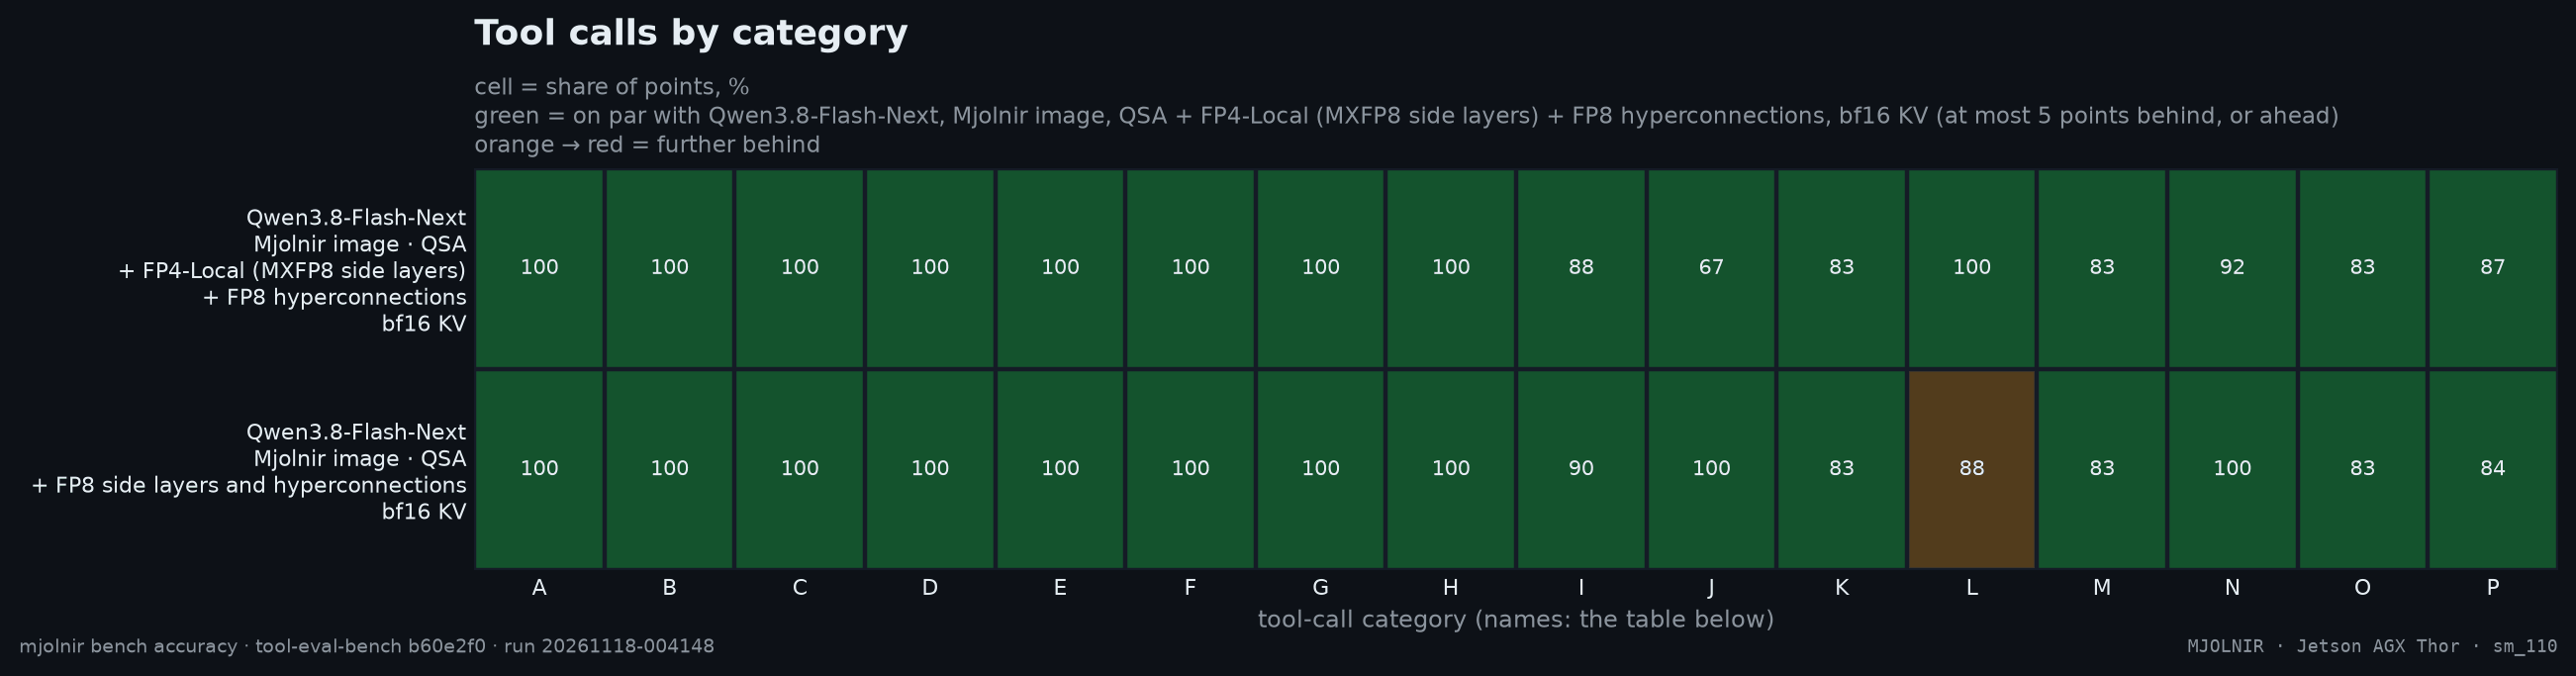 Tool calls by category
cell = share of points, %
green = on par with Qwen3.8-Flash-Next, Mjolnir image, QSA + FP4-Local (MXFP8 side layers) + FP8 hyperconnections, bf16 KV (at most 5 points behind, or ahead)
orange → red = further behind
Qwen3.8-Flash-Next
Mjolnir image · QSA
+ FP4-Local (MXFP8 side layers)
+ FP8 hyperconnections
bf16 KV
100 100 100 100 100 100 100 100 88 67 83 100 83 92 83 87
Qwen3.8-Flash-Next
Mjolnir image · QSA
+ FP8 side layers and hyperconnections
bf16 KV
100 100 100 100 100 100 100 100 90 100 83 88 83 100 83 84
A B C D E F G H I J K L M N O P
tool-call category (names: the table below)
mjolnir bench accuracy · tool-eval-bench b60e2f0 · run 20261118-004148
MJOLNIR · Jetson AGX Thor · sm_110